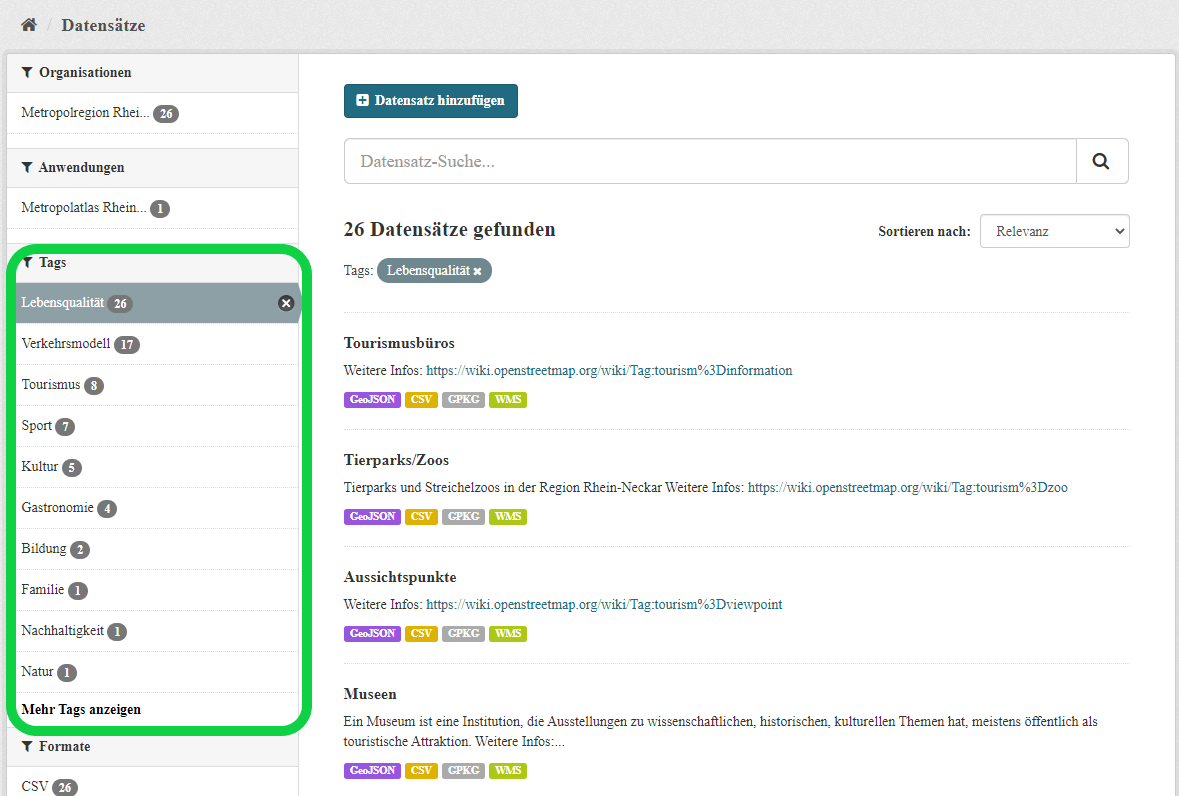 Datensätze
Organisationen
Metropolregion Rhei... 26
Anwendungen
Metropolatlas Rhein... 1
Tags
Lebensqualität 26
Verkehrsmodell 17
Tourismus 8
Sport 7
Kultur 5
Gastronomie 4
Bildung 2
Familie 1
Nachhaltigkeit 1
Natur 1
Mehr Tags anzeigen
Formate
CSV 26
Datensatz hinzufügen
Datensatz-Suche...
26 Datensätze gefunden
Sortieren nach: Relevanz
Tags: Lebensqualität
Tourismusbüros
Weitere Infos: https://wiki.openstreetmap.org/wiki/Tag:tourism%3Dinformation
GeoJSON CSV GPKG WMS
Tierparks/Zoos
Tierparks und Streichelzoos in der Region Rhein-Neckar Weitere Infos: https://wiki.openstreetmap.org/wiki/Tag:tourism%3Dzoo
GeoJSON CSV GPKG WMS
Aussichtspunkte
Weitere Infos: https://wiki.openstreetmap.org/wiki/Tag:tourism%3Dviewpoint
GeoJSON CSV GPKG WMS
Museen
Ein Museum ist eine Institution, die Ausstellungen zu wissenschaftlichen, historischen, kulturellen Themen hat, meistens öffentlich als
touristische Attraktion. Weitere Infos:...
GeoJSON CSV GPKG WMS